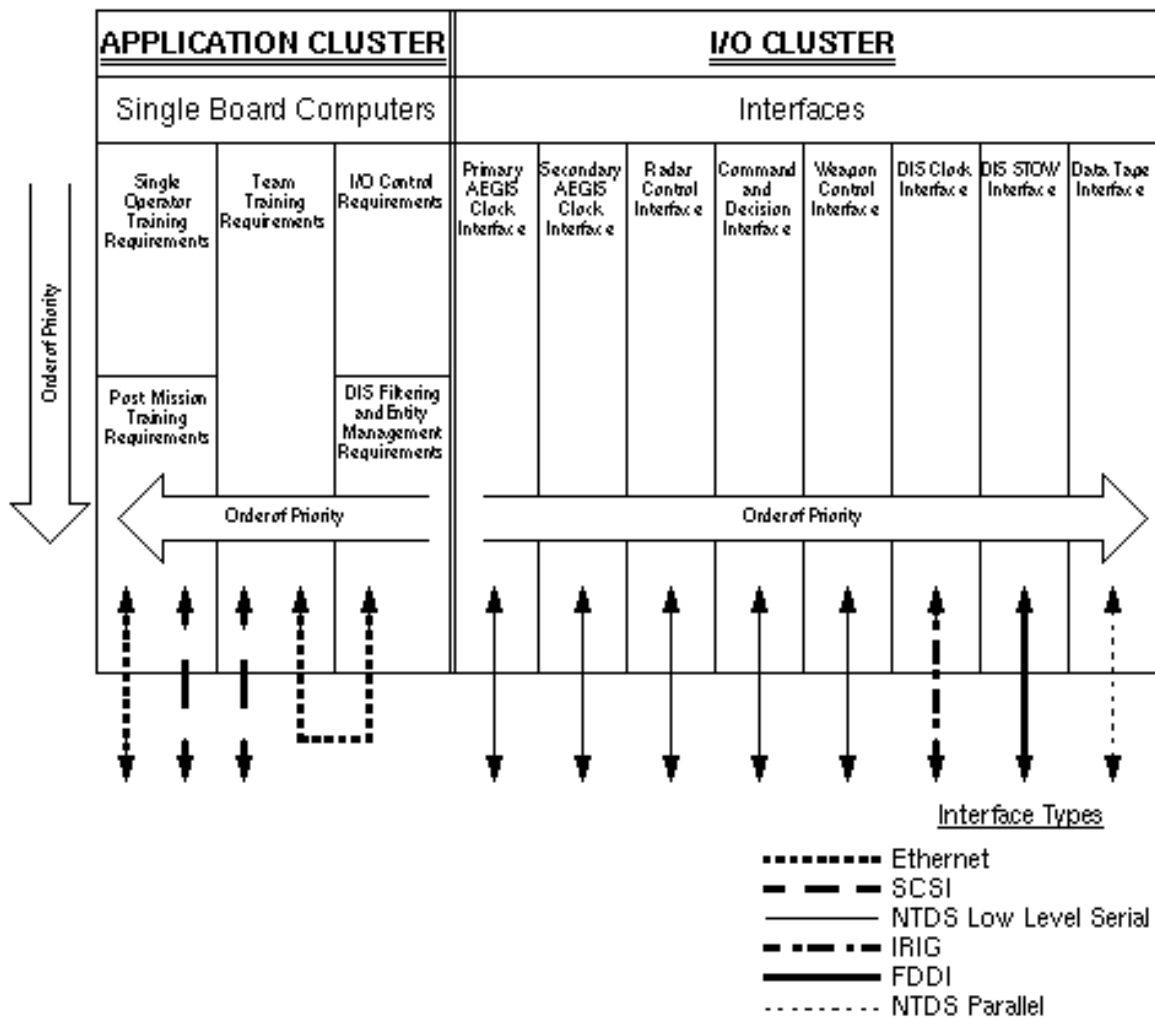 APPLICATION CLUSTER
I/O CLUSTER
Single Board Computers
Interfaces
Single
Operator
Training
Requirements
Team
Training
Requirements
I/O Control
Requirements
Primary
AEGIS
Clock
Interface
Secondary
AEGIS
Clock
Interface
Radar
Control
Interface
Command
and
Decision
Interface
Weapon
Control
Interface
DIS Clock
Interface
DIS STOW
Interface
Data Tape
Interface
Order of Priority
Post Mission
Training
Requirements
DIS Filtering
and Entity
Management
Requirements
Order of Priority
Order of Priority
Interface Types
Ethernet
SCSI
NTDS Low Level Serial
IRIG
FDDI
NTDS Parallel